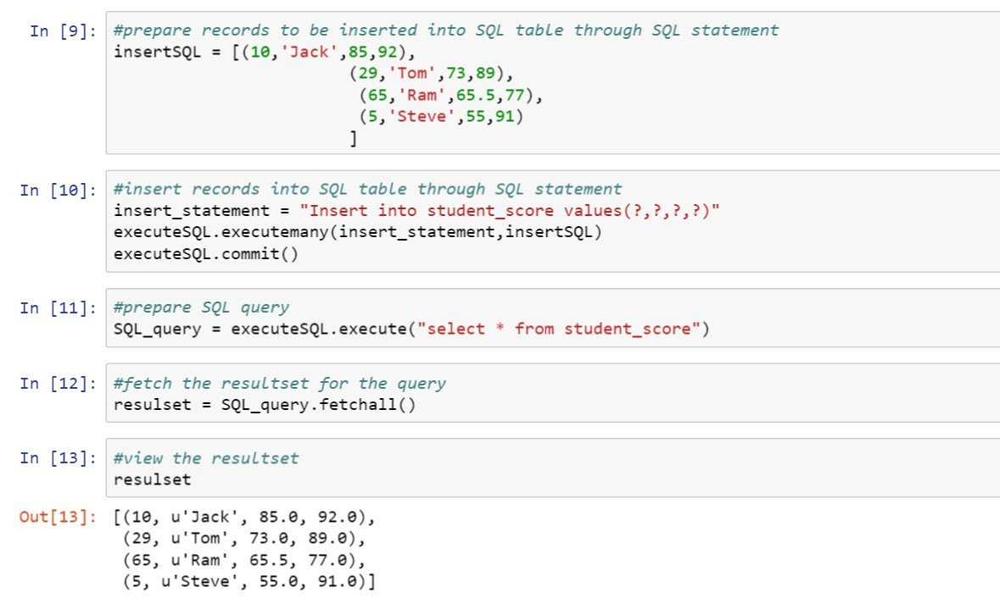 In [9]: #prepare records to be inserted into SQL table through SQL statement
insertSQL = [(10,'Jack',85,92),
(29,'Tom',73,89),
(65,'Ram',65.5,77),
(5,'Steve',55,91)
]
In [10]: #insert records into SQL table through SQL statement
insert_statement = "Insert into student_score values(?,?,?,?)"
executeSQL.executemany(insert_statement,insertSQL)
executeSQL.commit()
In [11]: #prepare SQL query
SQL_query = executeSQL.execute("select * from student_score")
In [12]: #fetch the resultset for the query
resulset = SQL_query.fetchall()
In [13]: #view the resultset
resulset
Out[13]: [(10, u'Jack', 85.0, 92.0),
(29, u'Tom', 73.0, 89.0),
(65, u'Ram', 65.5, 77.0),
(5, u'Steve', 55.0, 91.0)]